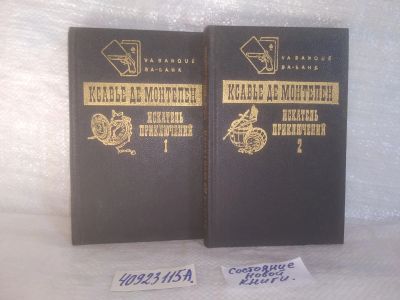 VA BANQUE
ВА-БАНК
КСАВЬЕ ДЕ МОНТЕПЕН
ИСКАТЕЛЬ
ПРИКЛЮЧЕНИЙ
1
VA BANQUE
ВА-БАНК
КСАВЬЕ ДЕ МОНТЕПЕН
ИСКАТЕЛЬ
ПРИКЛЮЧЕНИЙ
2
40923115А
Состояние
новой
книги.